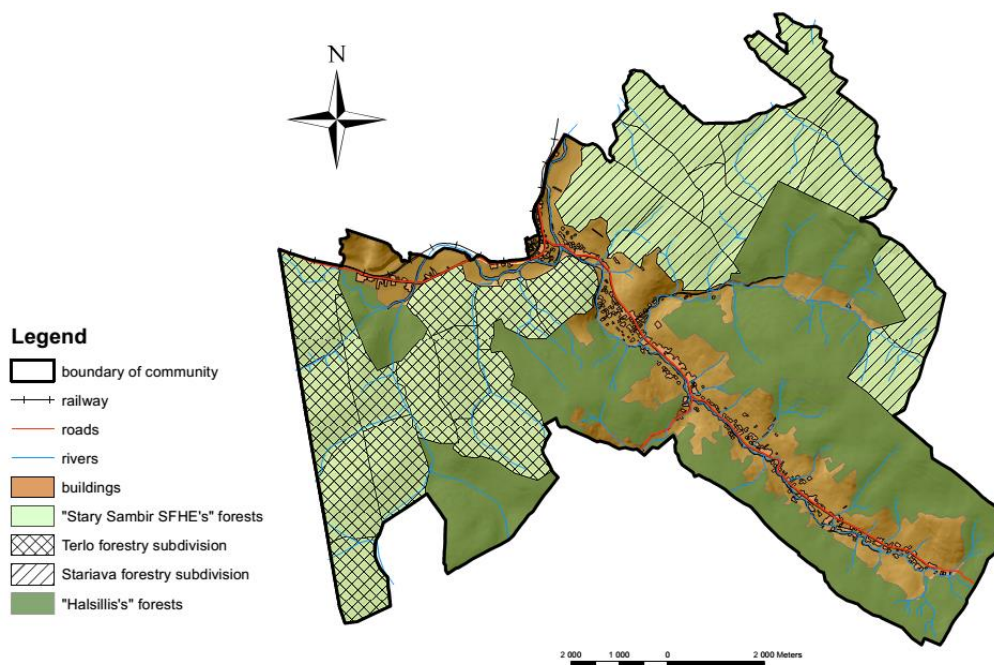 N
Legend
boundary of community
railway
roads
rivers
buildings
"Stary Sambir SFHE's" forests
Terlo forestry subdivision
Stariava forestry subdivision
"Halsillis's" forests
2 000 1 000 0 2 000 Meters